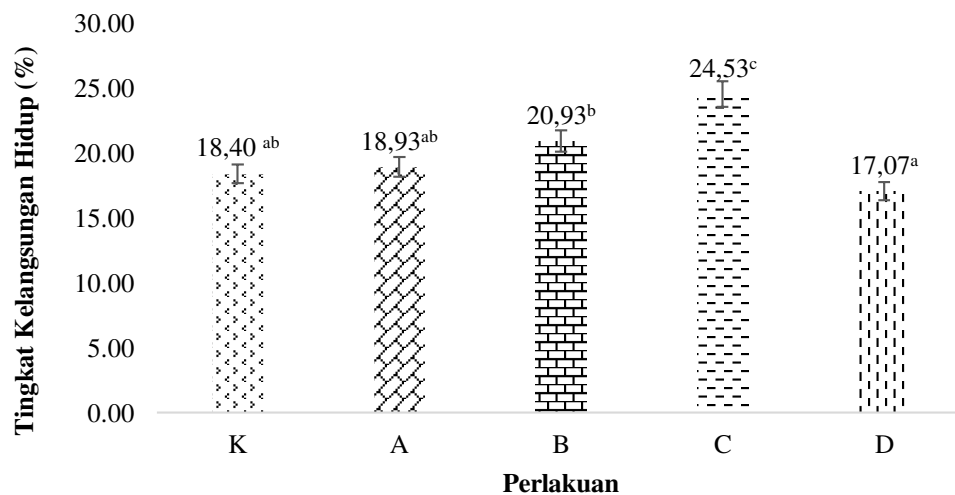 Tingkat Kelangsungan Hidup (%)
30.00
25.00
20.00
15.00
10.00
5.00
0.00
18,40 ab
18,93ab
20,93b
24,53c
17,07a
K A B C D
Perlakuan